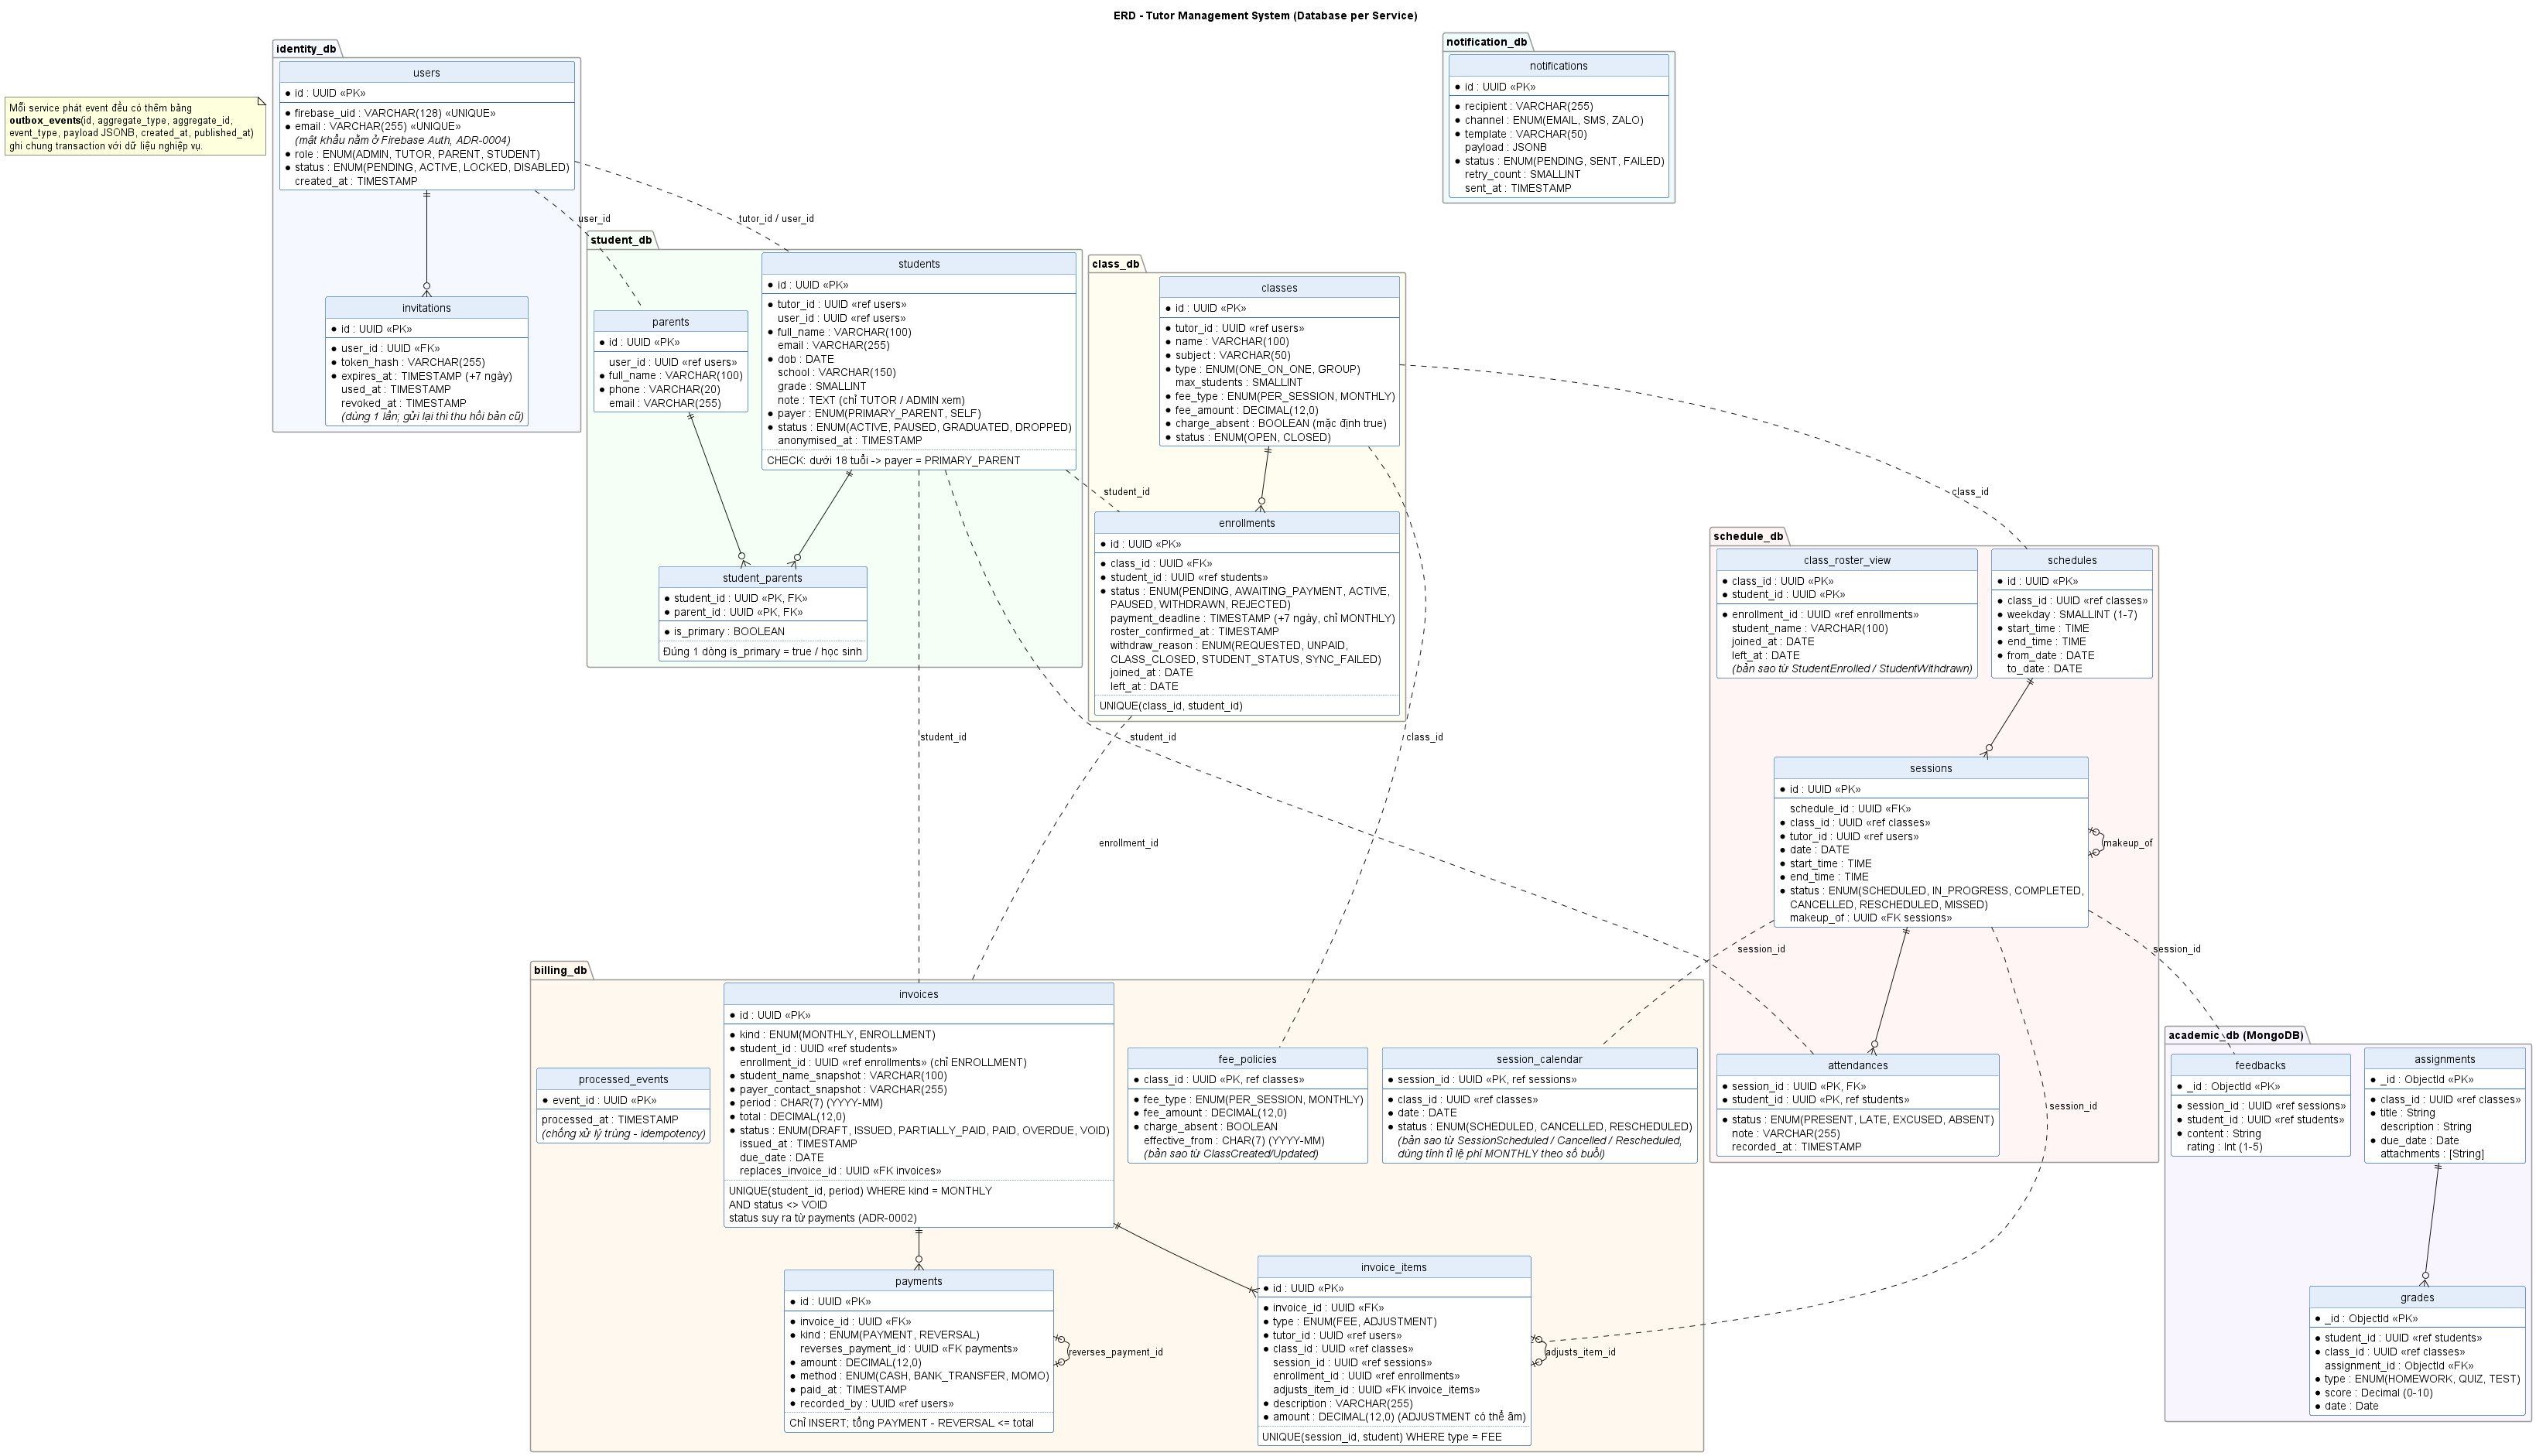 ERD - Tutor Management System (Database per Service)
Mỗi service phát event đều có thêm bảng
outbox_events(id, aggregate_type, aggregate_id,
event_type, payload JSONB, created_at, published_at)
ghi chung transaction với dữ liệu nghiệp vụ.
identity_db
users
id : UUID «PK»
firebase_uid : VARCHAR(128) «UNIQUE»
email : VARCHAR(255) «UNIQUE»
(mật khẩu nằm ở Firebase Auth, ADR-0004)
role : ENUM(ADMIN, TUTOR, PARENT, STUDENT)
status : ENUM(PENDING, ACTIVE, LOCKED, DISABLED)
created_at : TIMESTAMP
invitations
id : UUID «PK»
user_id : UUID «FK»
token_hash : VARCHAR(255)
expires_at : TIMESTAMP (+7 ngày)
used_at : TIMESTAMP
revoked_at : TIMESTAMP
(dùng 1 lần; gửi lại thì thu hồi bản cũ)
notification_db
notifications
id : UUID «PK»
recipient : VARCHAR(255)
channel : ENUM(EMAIL, SMS, ZALO)
template : VARCHAR(50)
payload : JSONB
status : ENUM(PENDING, SENT, FAILED)
retry_count : SMALLINT
sent_at : TIMESTAMP
user_id
tutor_id / user_id
student_db
parents
id : UUID «PK»
user_id : UUID «ref users»
full_name : VARCHAR(100)
phone : VARCHAR(20)
email : VARCHAR(255)
students
id : UUID «PK»
tutor_id : UUID «ref users»
user_id : UUID «ref users»
full_name : VARCHAR(100)
email : VARCHAR(255)
dob : DATE
school : VARCHAR(150)
grade : SMALLINT
note : TEXT (chỉ TUTOR / ADMIN xem)
payer : ENUM(PRIMARY_PARENT, SELF)
status : ENUM(ACTIVE, PAUSED, GRADUATED, DROPPED)
anonymised_at : TIMESTAMP
CHECK: dưới 18 tuổi -> payer = PRIMARY_PARENT
student_parents
student_id : UUID «PK, FK»
parent_id : UUID «PK, FK»
is_primary : BOOLEAN
Đúng 1 dòng is_primary = true / học sinh
class_db
classes
id : UUID «PK»
tutor_id : UUID «ref users»
name : VARCHAR(100)
subject : VARCHAR(50)
type : ENUM(ONE_ON_ONE, GROUP)
max_students : SMALLINT
fee_type : ENUM(PER_SESSION, MONTHLY)
fee_amount : DECIMAL(12,0)
charge_absent : BOOLEAN (mặc định true)
status : ENUM(OPEN, CLOSED)
student_id
enrollments
id : UUID «PK»
class_id : UUID «FK»
student_id : UUID «ref students»
status : ENUM(PENDING, AWAITING_PAYMENT, ACTIVE,
PAUSED, WITHDRAWN, REJECTED)
payment_deadline : TIMESTAMP (+7 ngày, chỉ MONTHLY)
roster_confirmed_at : TIMESTAMP
withdraw_reason : ENUM(REQUESTED, UNPAID,
CLASS_CLOSED, STUDENT_STATUS, SYNC_FAILED)
joined_at : DATE
left_at : DATE
UNIQUE(class_id, student_id)
class_id
schedule_db
class_roster_view
class_id : UUID «PK»
student_id : UUID «PK»
enrollment_id : UUID «ref enrollments»
student_name : VARCHAR(100)
joined_at : DATE
left_at : DATE
(bản sao từ StudentEnrolled / StudentWithdrawn)
schedules
id : UUID «PK»
class_id : UUID «ref classes»
weekday : SMALLINT (1-7)
start_time : TIME
end_time : TIME
from_date : DATE
to_date : DATE
sessions
id : UUID «PK»
schedule_id : UUID «FK»
class_id : UUID «ref classes»
tutor_id : UUID «ref users»
date : DATE
start_time : TIME
end_time : TIME
status : ENUM(SCHEDULED, IN_PROGRESS, COMPLETED,
CANCELLED, RESCHEDULED, MISSED)
makeup_of : UUID «FK sessions»
makeup_of
student_id
student_id
class_id
enrollment_id
session_id
session_id
session_id
attendances
session_id : UUID «PK, FK»
student_id : UUID «PK, ref students»
status : ENUM(PRESENT, LATE, EXCUSED, ABSENT)
note : VARCHAR(255)
recorded_at : TIMESTAMP
billing_db
processed_events
event_id : UUID «PK»
processed_at : TIMESTAMP
(chống xử lý trùng - idempotency)
invoices
id : UUID «PK»
kind : ENUM(MONTHLY, ENROLLMENT)
student_id : UUID «ref students»
enrollment_id : UUID «ref enrollments» (chỉ ENROLLMENT)
student_name_snapshot : VARCHAR(100)
payer_contact_snapshot : VARCHAR(255)
period : CHAR(7) (YYYY-MM)
total : DECIMAL(12,0)
status : ENUM(DRAFT, ISSUED, PARTIALLY_PAID, PAID, OVERDUE, VOID)
issued_at : TIMESTAMP
due_date : DATE
replaces_invoice_id : UUID «FK invoices»
UNIQUE(student_id, period) WHERE kind = MONTHLY
AND status <> VOID
status suy ra từ payments (ADR-0002)
fee_policies
class_id : UUID «PK, ref classes»
fee_type : ENUM(PER_SESSION, MONTHLY)
fee_amount : DECIMAL(12,0)
charge_absent : BOOLEAN
effective_from : CHAR(7) (YYYY-MM)
(bản sao từ ClassCreated/Updated)
session_calendar
session_id : UUID «PK, ref sessions»
class_id : UUID «ref classes»
date : DATE
status : ENUM(SCHEDULED, CANCELLED, RESCHEDULED)
(bản sao từ SessionScheduled / Cancelled / Rescheduled,
dùng tính tỉ lệ phí MONTHLY theo số buổi)
payments
id : UUID «PK»
invoice_id : UUID «FK»
kind : ENUM(PAYMENT, REVERSAL)
reverses_payment_id : UUID «FK payments»
amount : DECIMAL(12,0)
method : ENUM(CASH, BANK_TRANSFER, MOMO)
paid_at : TIMESTAMP
recorded_by : UUID «ref users»
Chỉ INSERT; tổng PAYMENT - REVERSAL <= total
reverses_payment_id
invoice_items
id : UUID «PK»
invoice_id : UUID «FK»
type : ENUM(FEE, ADJUSTMENT)
tutor_id : UUID «ref users»
class_id : UUID «ref classes»
session_id : UUID «ref sessions»
enrollment_id : UUID «ref enrollments»
adjusts_item_id : UUID «FK invoice_items»
description : VARCHAR(255)
amount : DECIMAL(12,0) (ADJUSTMENT có thể âm)
UNIQUE(session_id, student) WHERE type = FEE
adjusts_item_id
academic_db (MongoDB)
feedbacks
_id : ObjectId «PK»
session_id : UUID «ref sessions»
student_id : UUID «ref students»
content : String
rating : Int (1-5)
assignments
_id : ObjectId «PK»
class_id : UUID «ref classes»
title : String
description : String
due_date : Date
attachments : [String]
grades
_id : ObjectId «PK»
student_id : UUID «ref students»
class_id : UUID «ref classes»
assignment_id : ObjectId «FK»
type : ENUM(HOMEWORK, QUIZ, TEST)
score : Decimal (0-10)
date : Date